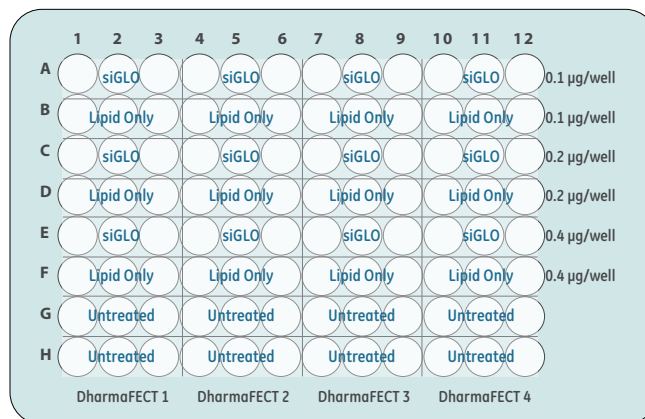 1 2 3 4 5 6 7 8 9 10 11 12
A siGLO siGLO siGLO siGLO 0.1 µg/well
B Lipid Only Lipid Only Lipid Only Lipid Only 0.1 µg/well
C siGLO siGLO siGLO siGLO 0.2 µg/well
D Lipid Only Lipid Only Lipid Only Lipid Only 0.2 µg/well
E siGLO siGLO siGLO siGLO 0.4 µg/well
F Lipid Only Lipid Only Lipid Only Lipid Only 0.4 µg/well
G Untreated Untreated Untreated Untreated
H Untreated Untreated Untreated Untreated
DharmaFECT 1 DharmaFECT 2 DharmaFECT 3 DharmaFECT 4